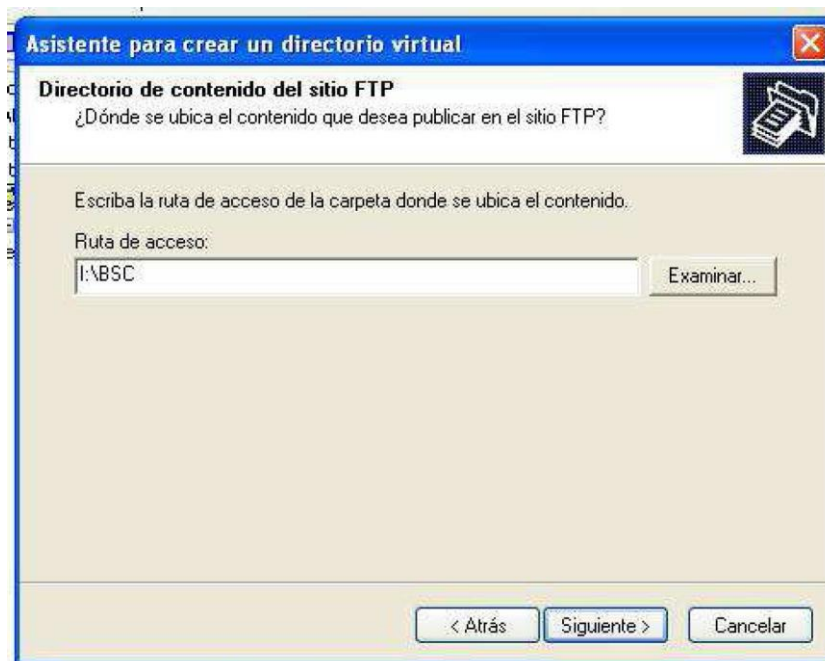 Asistente para crear un directorio virtual
Directorio de contenido del sitio FTP
¿Dónde se ubica el contenido que desea publicar en el sitio FTP?
Escriba la ruta de acceso de la carpeta donde se ubica el contenido.
Ruta de acceso:
I:\BSC
Examinar...
< Atrás
Siguiente >
Cancelar